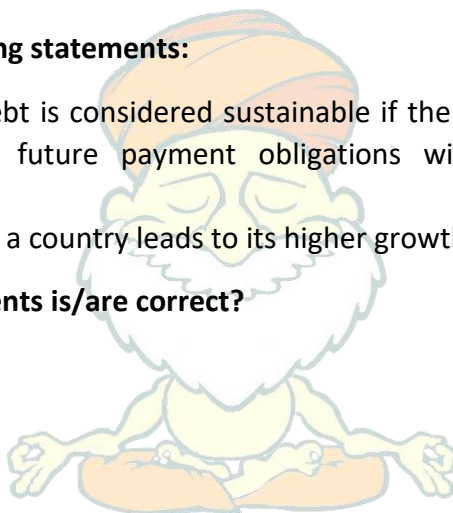 ng statements:
ebt is considered sustainable if the
future payment obligations wi
a country leads to its higher growth
ents is/are correct?